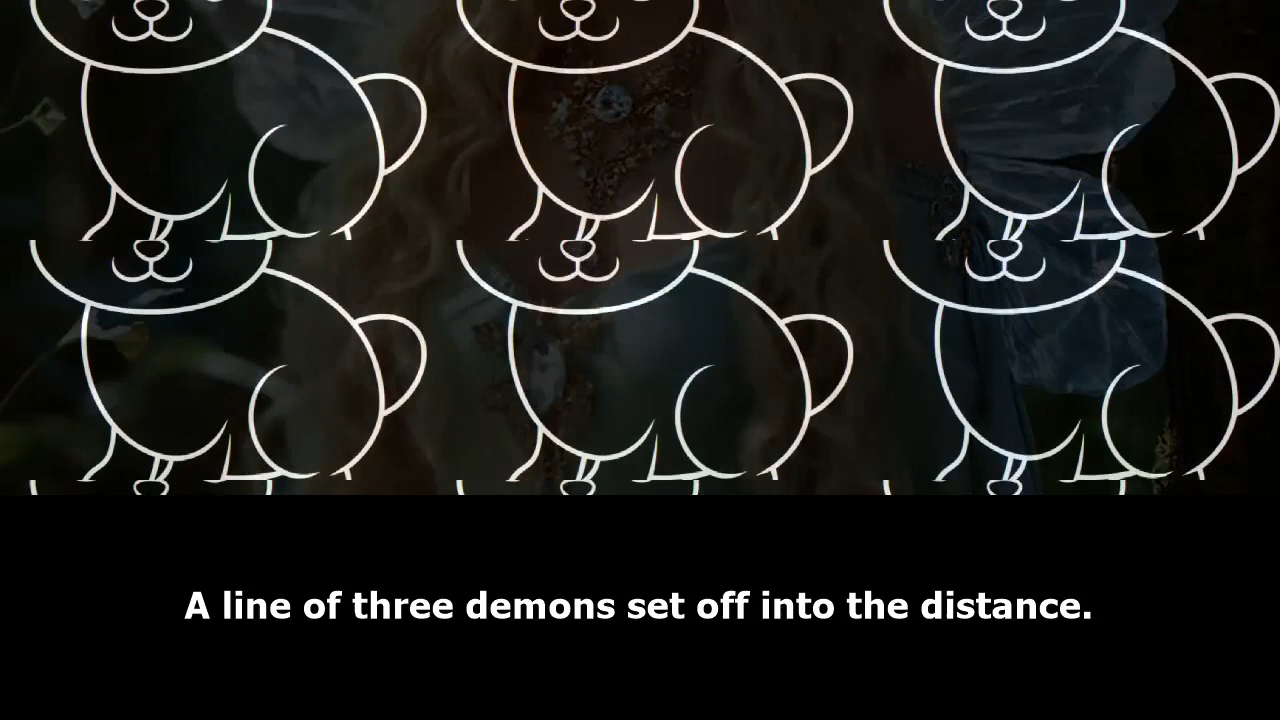 A line of three demons set off into the distance.